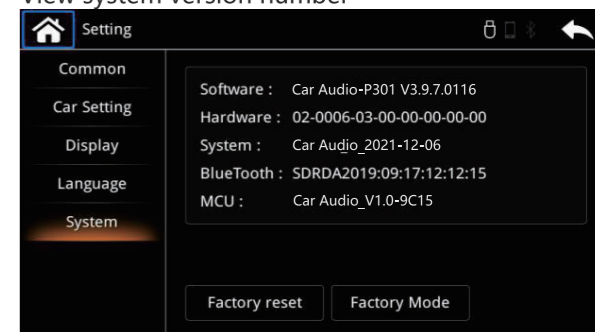 View system version number
Setting
Common
Car Setting
Display
Language
System
Software : Car Audio-P301 V3.9.7.0116
Hardware : 02-0006-03-00-00-00-00-00
System : Car Audio_2021-12-06
BlueTooth : SDRDA2019:09:17:12:12:15
MCU : Car Audio_V1.0-9C15
Factory reset Factory Mode